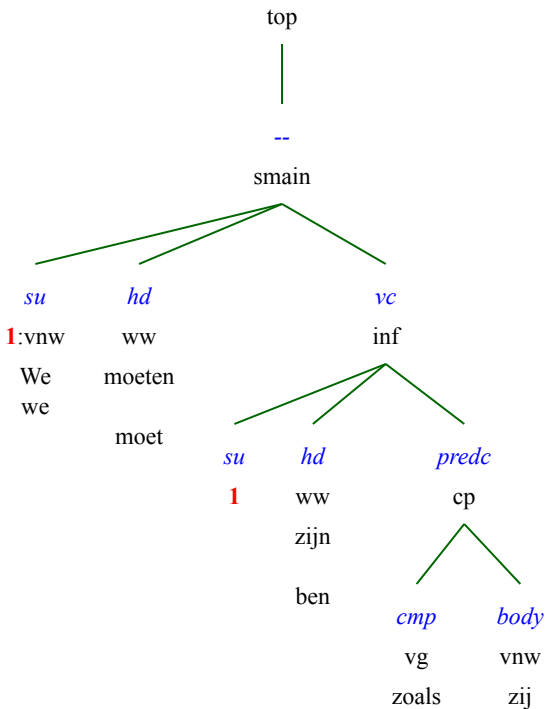 top
--
smain
su hd vc
1:vnw ww inf
We moeten
we
moet
su hd predc
1 ww cp
zijn
ben
cmp body
vg vnw
zoals zij